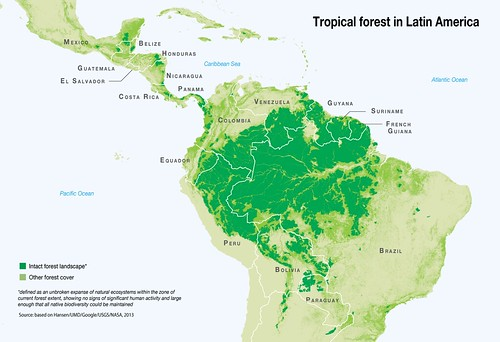 Tropical forest in Latin America
MEXICO
BELIZE
HONDURAS
GUATEMALA
EL SALVADOR
NICARAGUA
COSTA RICA
PANAMA
Caribbean Sea
Atlantic Ocean
VENEZUELA
GUYANA
SURINAME
FRENCH
GUIANA
COLOMBIA
ECUADOR
Pacific Ocean
PERU
BRAZIL
BOLIVIA
PARAGUAY
Intact forest landscape*
Other forest cover
*defined as an unbroken expanse of natural ecosystems within the zone of
current forest extent, showing no signs of significant human activity and large
enough that all native biodiversity could be maintained
Source: based on Hansen/UMD/Google/USGS/NASA, 2013